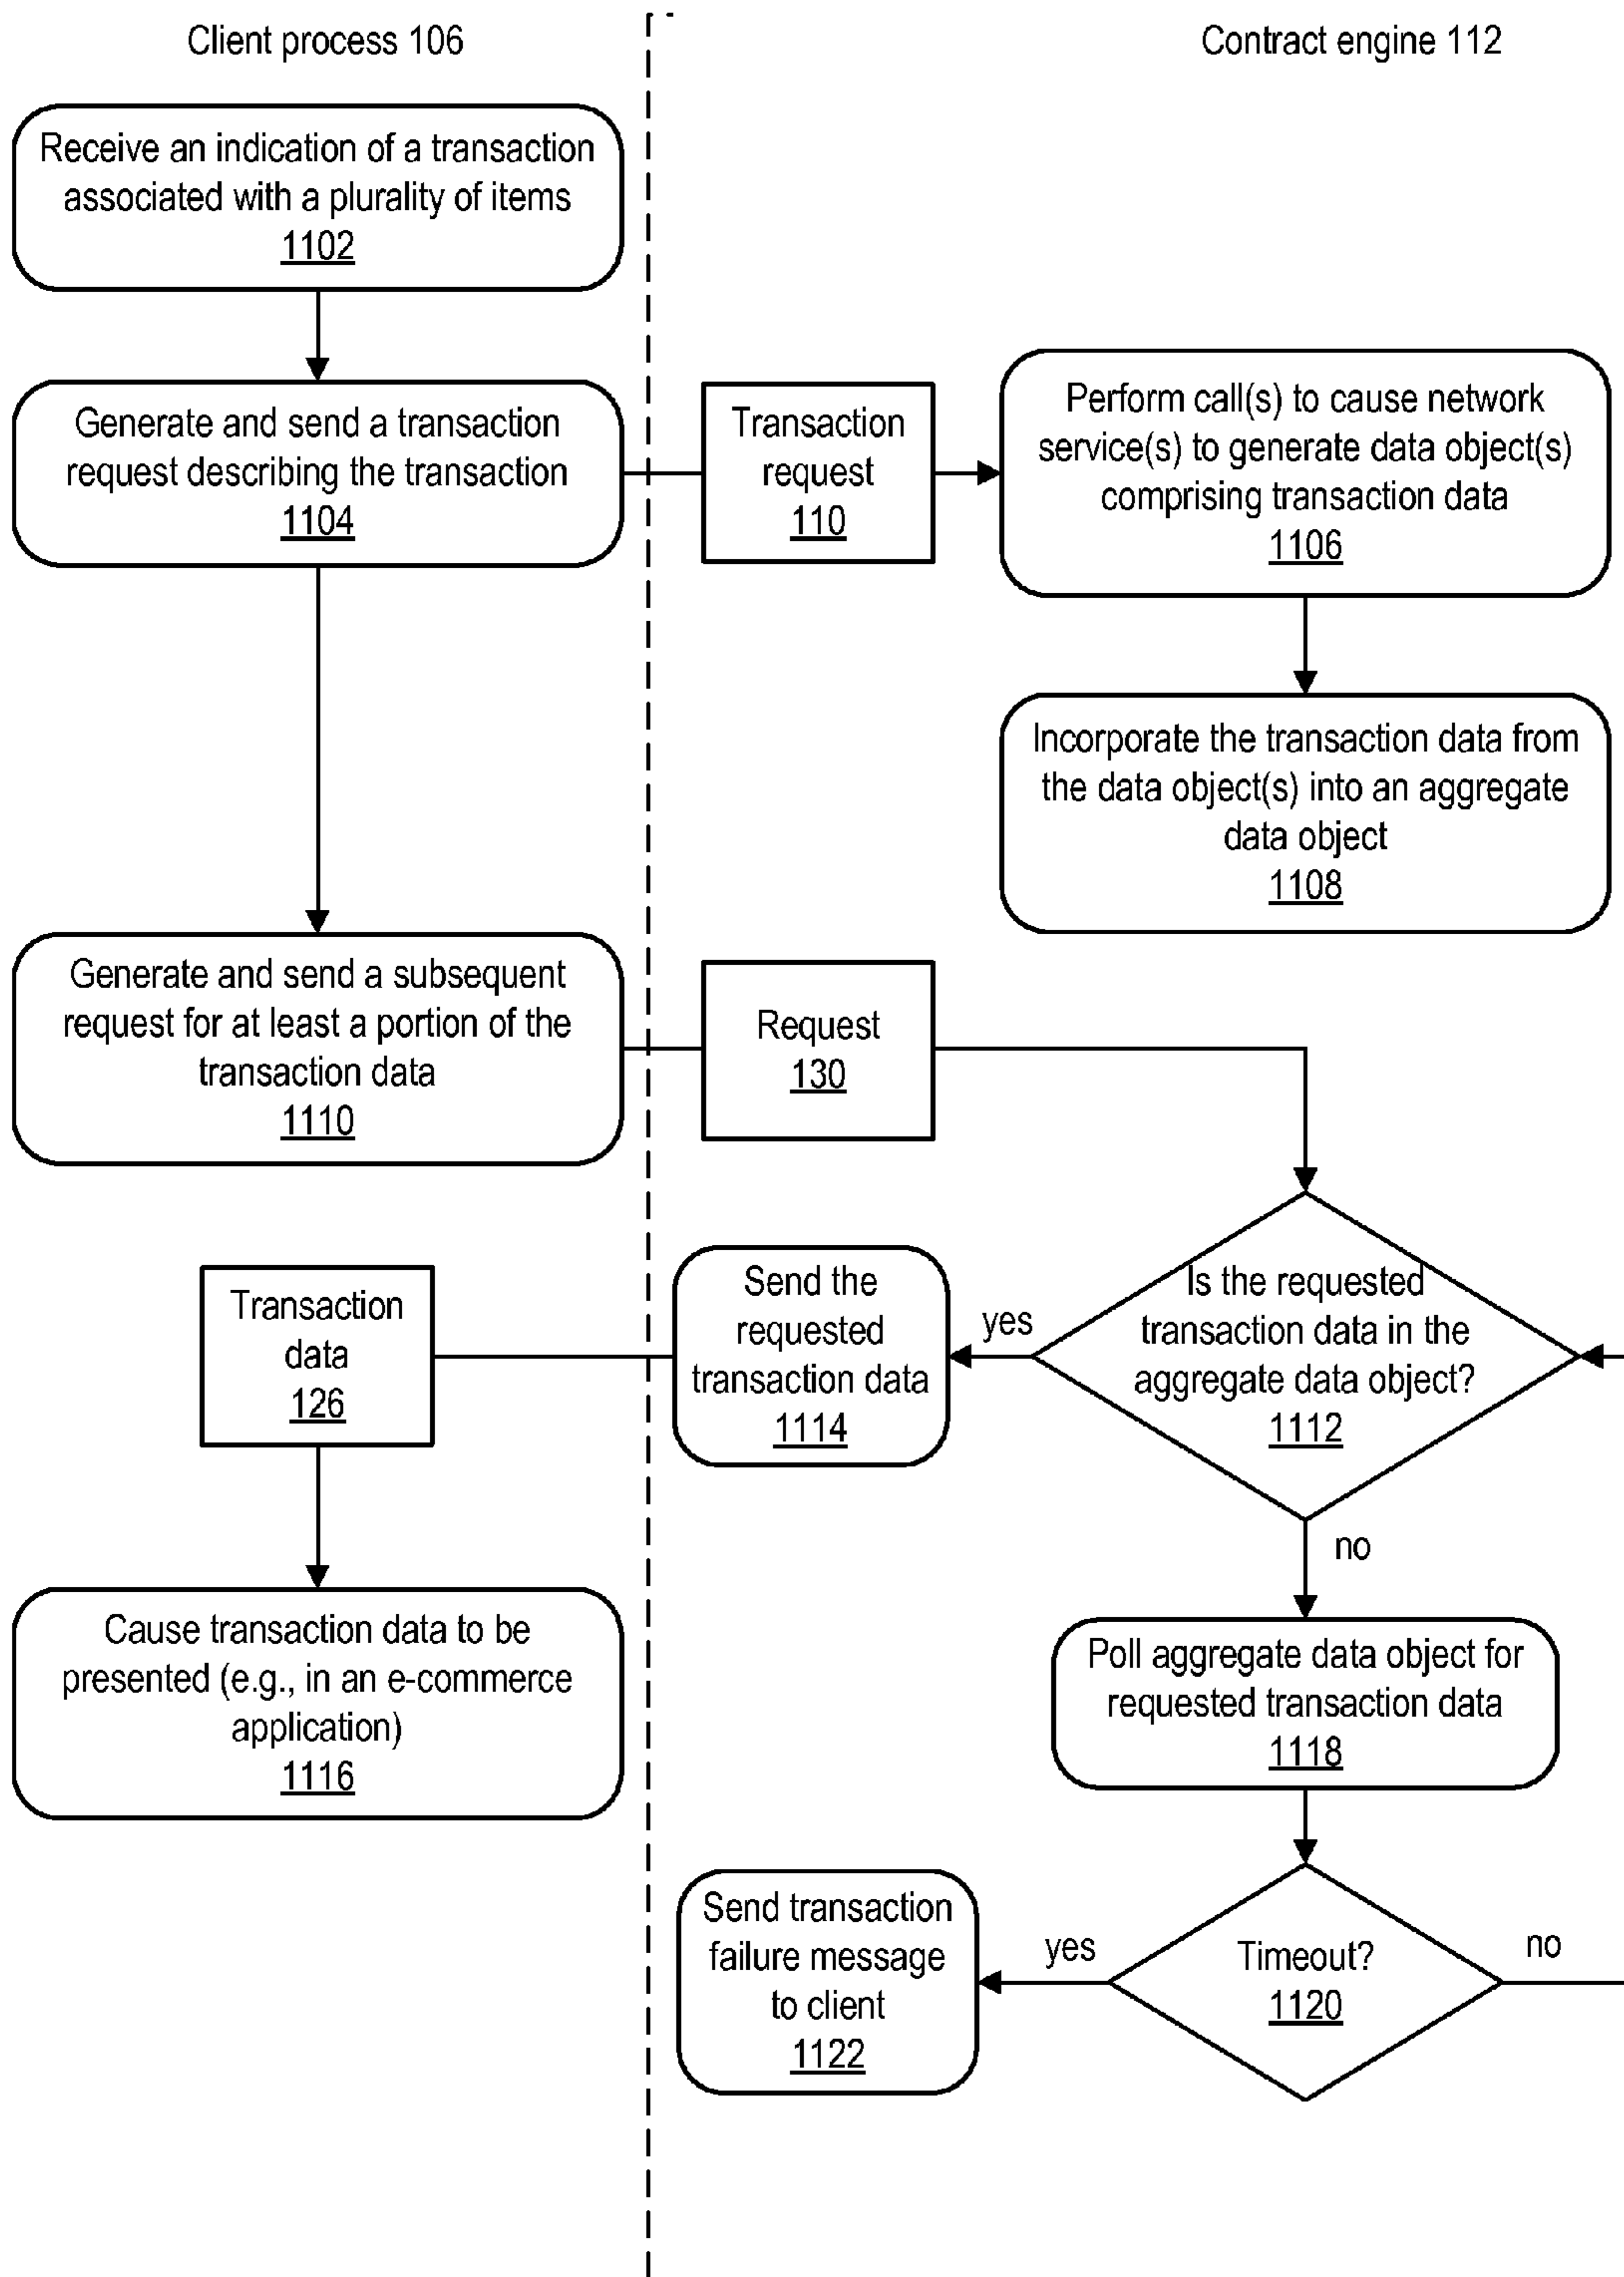 Client process 106
Contract engine 112
Receive an indication of a transaction
associated with a plurality of items
1102
Generate and send a transaction
request describing the transaction
1104
Transaction
request
110
Perform call(s) to cause network
service(s) to generate data object(s)
comprising transaction data
1106
Incorporate the transaction data from
the data object(s) into an aggregate
data object
1108
Generate and send a subsequent
request for at least a portion of the
transaction data
1110
Request
130
Is the requested
transaction data in the
aggregate data object?
1112
yes
Send the
requested
transaction data
1114
Transaction
data
126
Cause transaction data to be
presented (e.g., in an e-commerce
application)
1116
no
Poll aggregate data object for
requested transaction data
1118
Timeout?
1120
yes
no
Send transaction
failure message
to client
1122